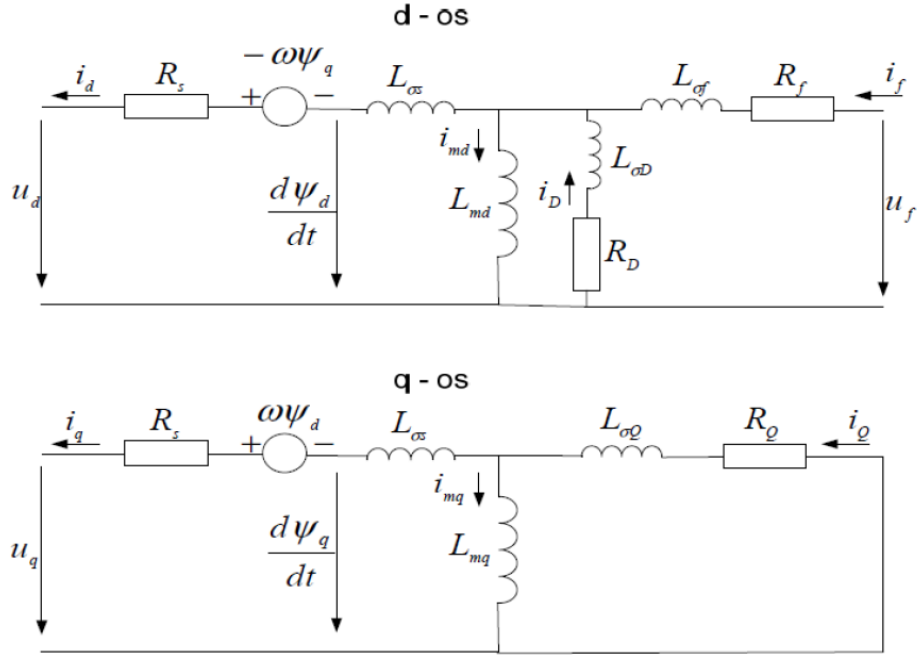 d - os
− ωψ_q
i_d R_s + − L_σs L_σf R_f i_f
i_md L_σD
u_d dψ_d/dt L_md i_D u_f
R_D
q - os
i_q R_s + ωψ_d − L_σs L_σQ R_Q i_Q
i_mq
u_q dψ_q/dt L_mq